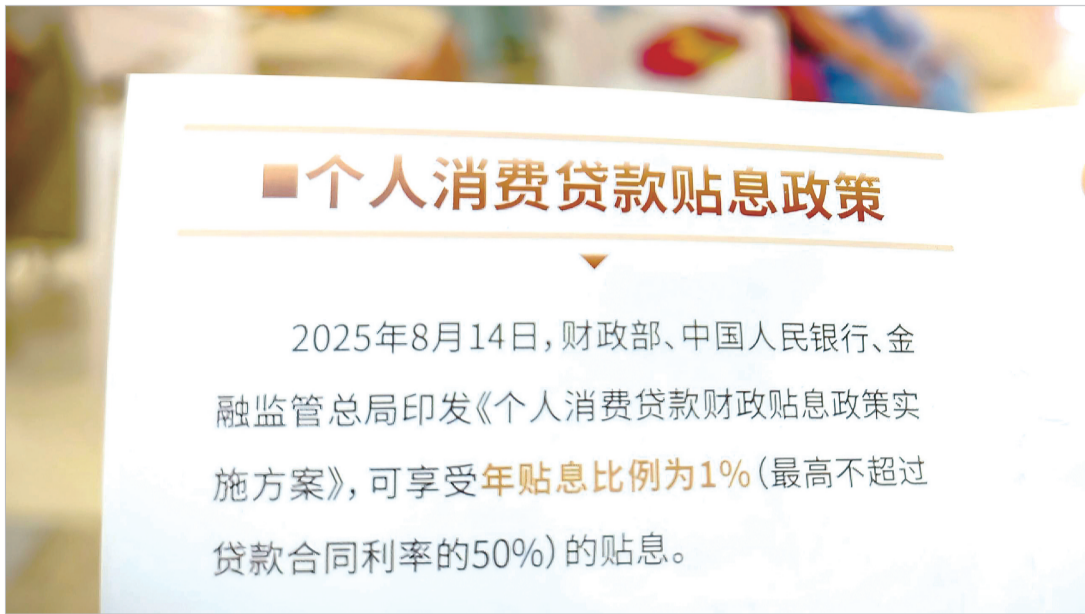 ■个人消费贷款贴息政策
2025年8月14日，财政部、中国人民银行、金
融监管总局印发《个人消费贷款财政贴息政策实
施方案》，可享受年贴息比例为1%（最高不超过
贷款合同利率的50%）的贴息。